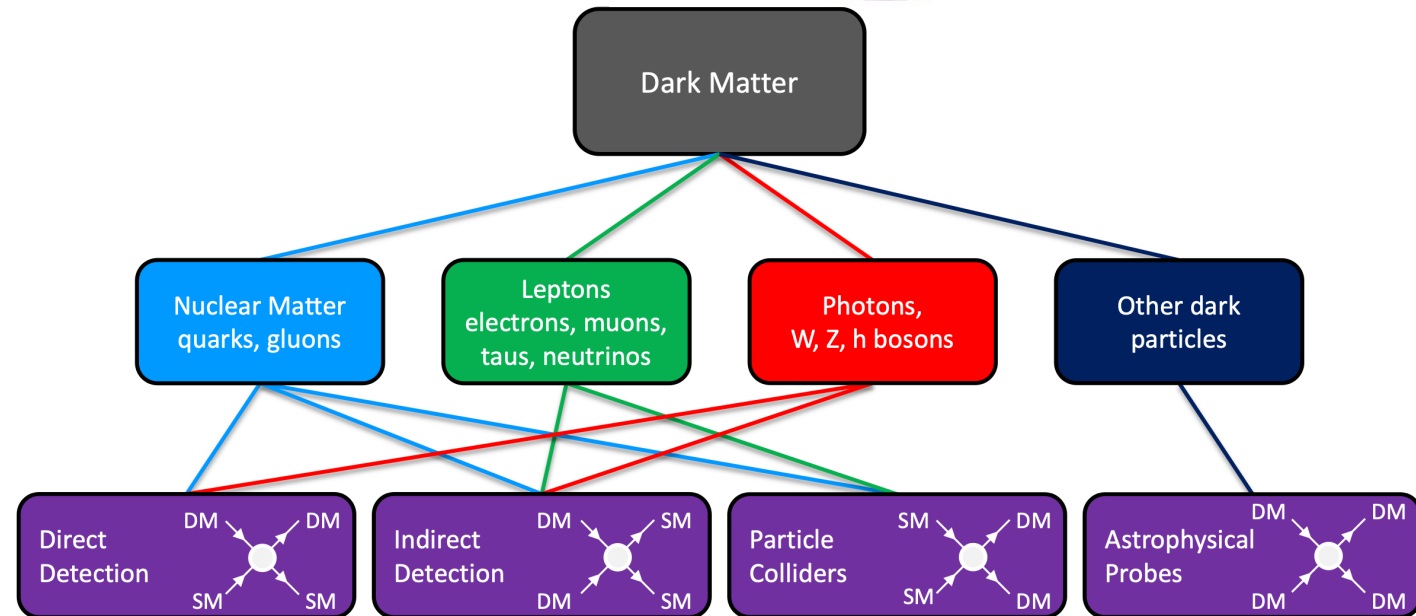 Dark Matter
Nuclear Matter
quarks, gluons
Leptons
electrons, muons,
taus, neutrinos
Photons,
W, Z, h bosons
Other dark
particles
Direct
Detection
DM
DM
SM
SM
Indirect
Detection
DM
SM
DM
SM
Particle
Colliders
SM
DM
SM
DM
Astrophysical
Probes
DM
DM
DM
DM